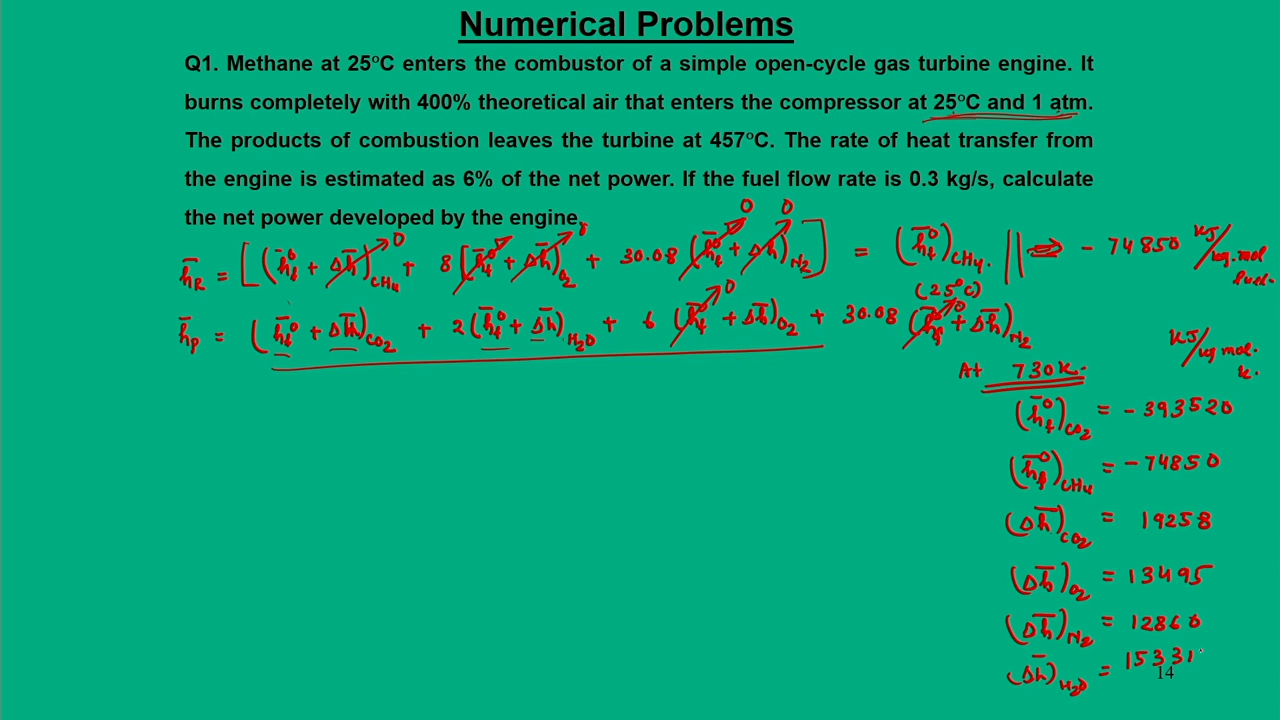 Numerical Problems
Q1. Methane at 25°C enters the combustor of a simple open-cycle gas turbine engine. It
burns completely with 400% theoretical air that enters the compressor at 25°C and 1 atm.
The products of combustion leaves the turbine at 457°C. The rate of heat transfer from
the engine is estimated as 6% of the net power. If the fuel flow rate is 0.3 kg/s, calculate
the net power developed by the engine.
0 0 0 0
h̄R = [(h̄f° + Δh̄)CH4 + 8[h̄f° + Δh̄]O2 + 30.08 (h̄f° + Δh̄)N2] = (h̄f°)CH4. || ⇒ - 74850 KJ/kg.mol fuel.
(25°C)
h̄P = (h̄f° + Δh̄)CO2 + 2(h̄f° + Δh̄)H2O + 6 (h̄f° + Δh̄)O2 + 30.08 (h̄f° + Δh̄)N2
0 0
KJ/kg mol. K.
At 730K.
(h̄f°)CO2 = - 393520
(h̄f°)CH4 = - 74850
(Δh̄)CO2 = 19258
(Δh̄)O2 = 13495
(Δh̄)N2 = 12860
(Δh̄)H2O = 15331
14